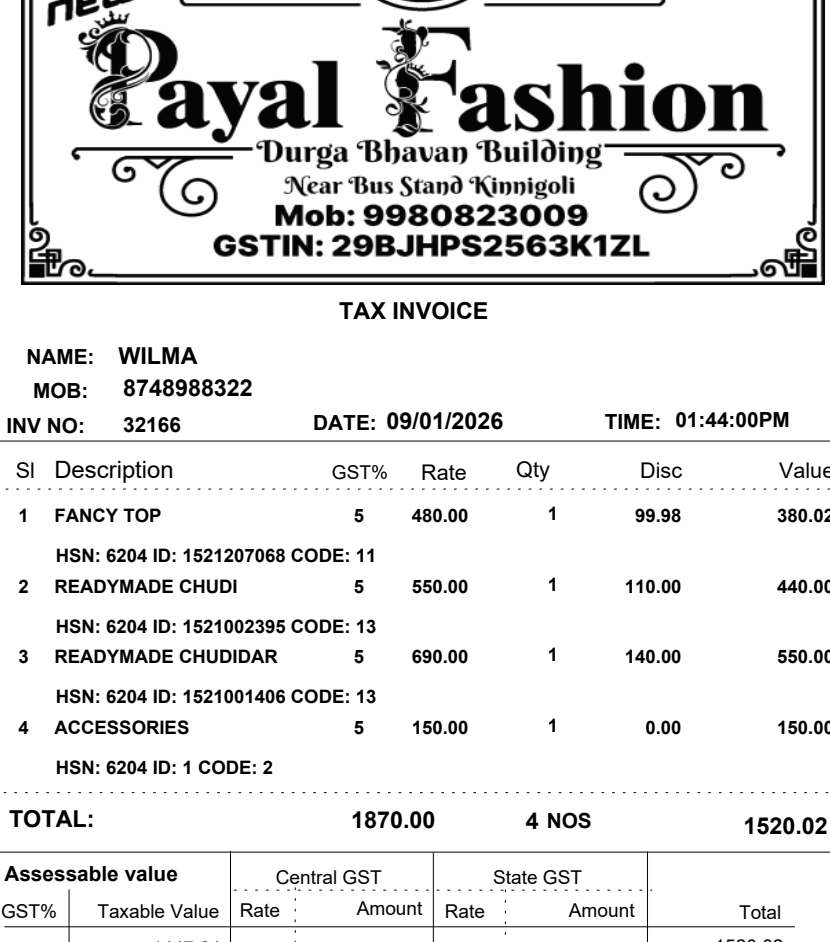 new
Payal Fashion
Durga Bhavan Building
Near Bus Stand Kinnigoli
Mob: 9980823009
GSTIN: 29BJHPS2563K1ZL
TAX INVOICE
NAME: WILMA
MOB: 8748988322
INV NO: 32166 DATE: 09/01/2026 TIME: 01:44:00PM
Sl Description GST% Rate Qty Disc Value
1 FANCY TOP 5 480.00 1 99.98 380.02
HSN: 6204 ID: 1521207068 CODE: 11
2 READYMADE CHUDI 5 550.00 1 110.00 440.00
HSN: 6204 ID: 1521002395 CODE: 13
3 READYMADE CHUDIDAR 5 690.00 1 140.00 550.00
HSN: 6204 ID: 1521001406 CODE: 13
4 ACCESSORIES 5 150.00 1 0.00 150.00
HSN: 6204 ID: 1 CODE: 2
TOTAL: 1870.00 4 NOS 1520.02
Assessable value Central GST State GST
GST% Taxable Value Rate Amount Rate Amount Total